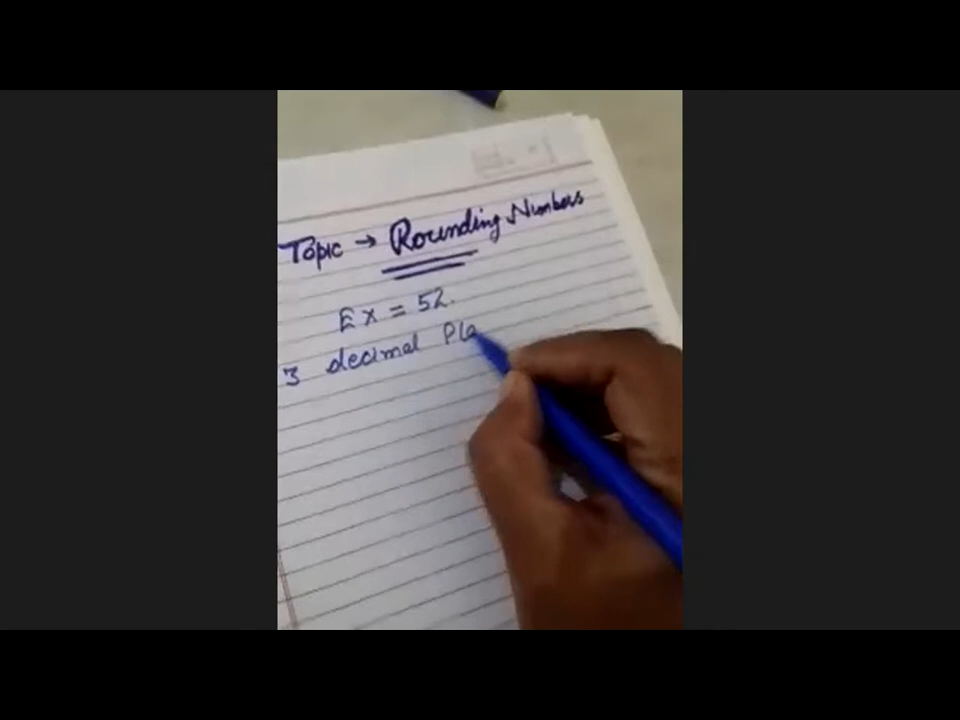 Topic → Rounding Numbers
Ex = 52.
3 decimal Pla